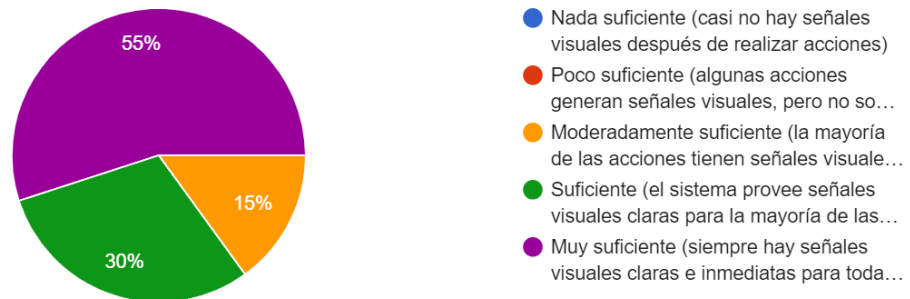 55%
15%
30%
Nada suficiente (casi no hay señales
visuales después de realizar acciones)
Poco suficiente (algunas acciones
generan señales visuales, pero no so…
Moderadamente suficiente (la mayoría
de las acciones tienen señales visuale…
Suficiente (el sistema provee señales
visuales claras para la mayoría de las…
Muy suficiente (siempre hay señales
visuales claras e inmediatas para toda…